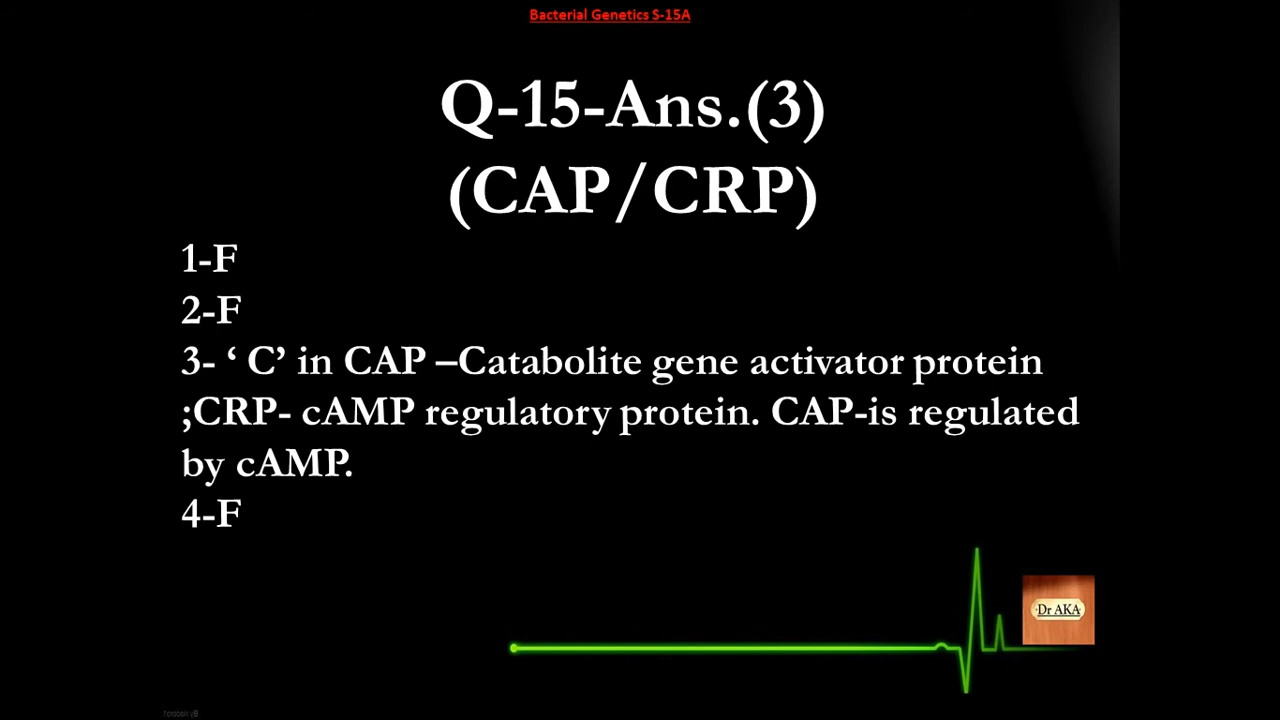 Bacterial Genetics S-15A
Q-15-Ans.(3)
(CAP/CRP)
1-F
2-F
3- ‘ C’ in CAP –Catabolite gene activator protein
;CRP- cAMP regulatory protein. CAP-is regulated
by cAMP.
4-F
Dr AKA